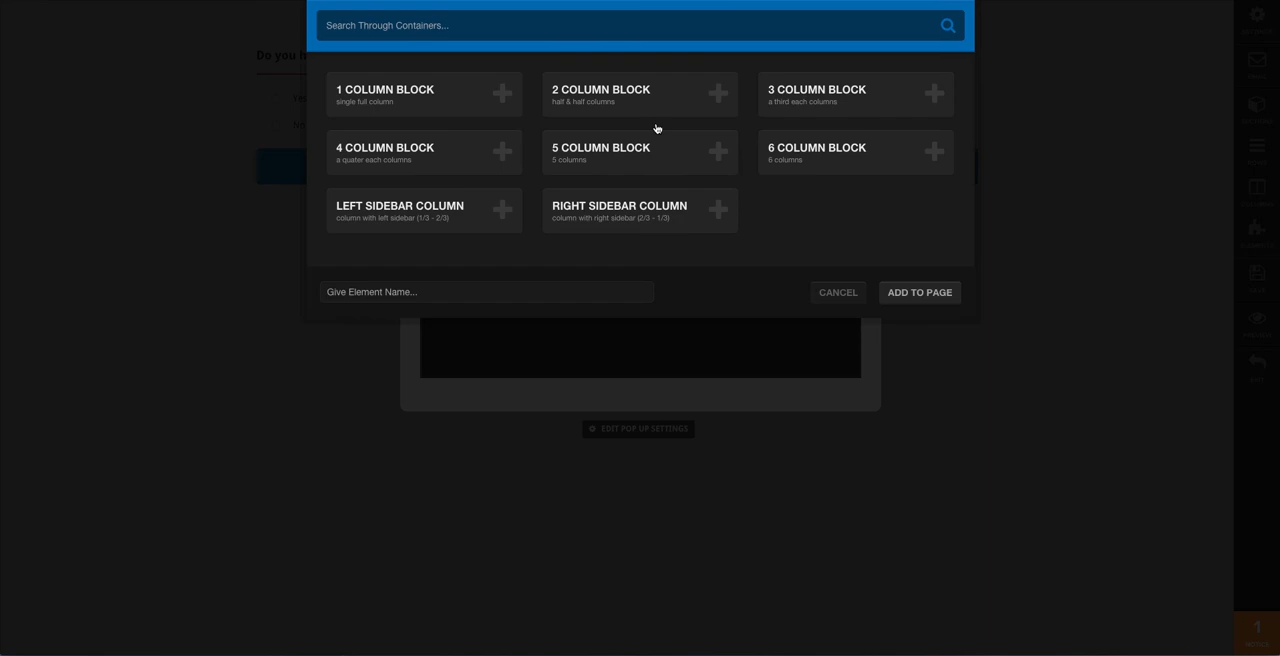 Search Through Containers...
Do you h
1 COLUMN BLOCK
single full column
2 COLUMN BLOCK
half & half columns
3 COLUMN BLOCK
a third each columns
4 COLUMN BLOCK
a quater each columns
5 COLUMN BLOCK
5 columns
6 COLUMN BLOCK
6 columns
LEFT SIDEBAR COLUMN
column with left sidebar (1/3 - 2/3)
RIGHT SIDEBAR COLUMN
column with right sidebar (2/3 - 1/3)
Give Element Name...
CANCEL
ADD TO PAGE
EDIT POP UP SETTINGS
1